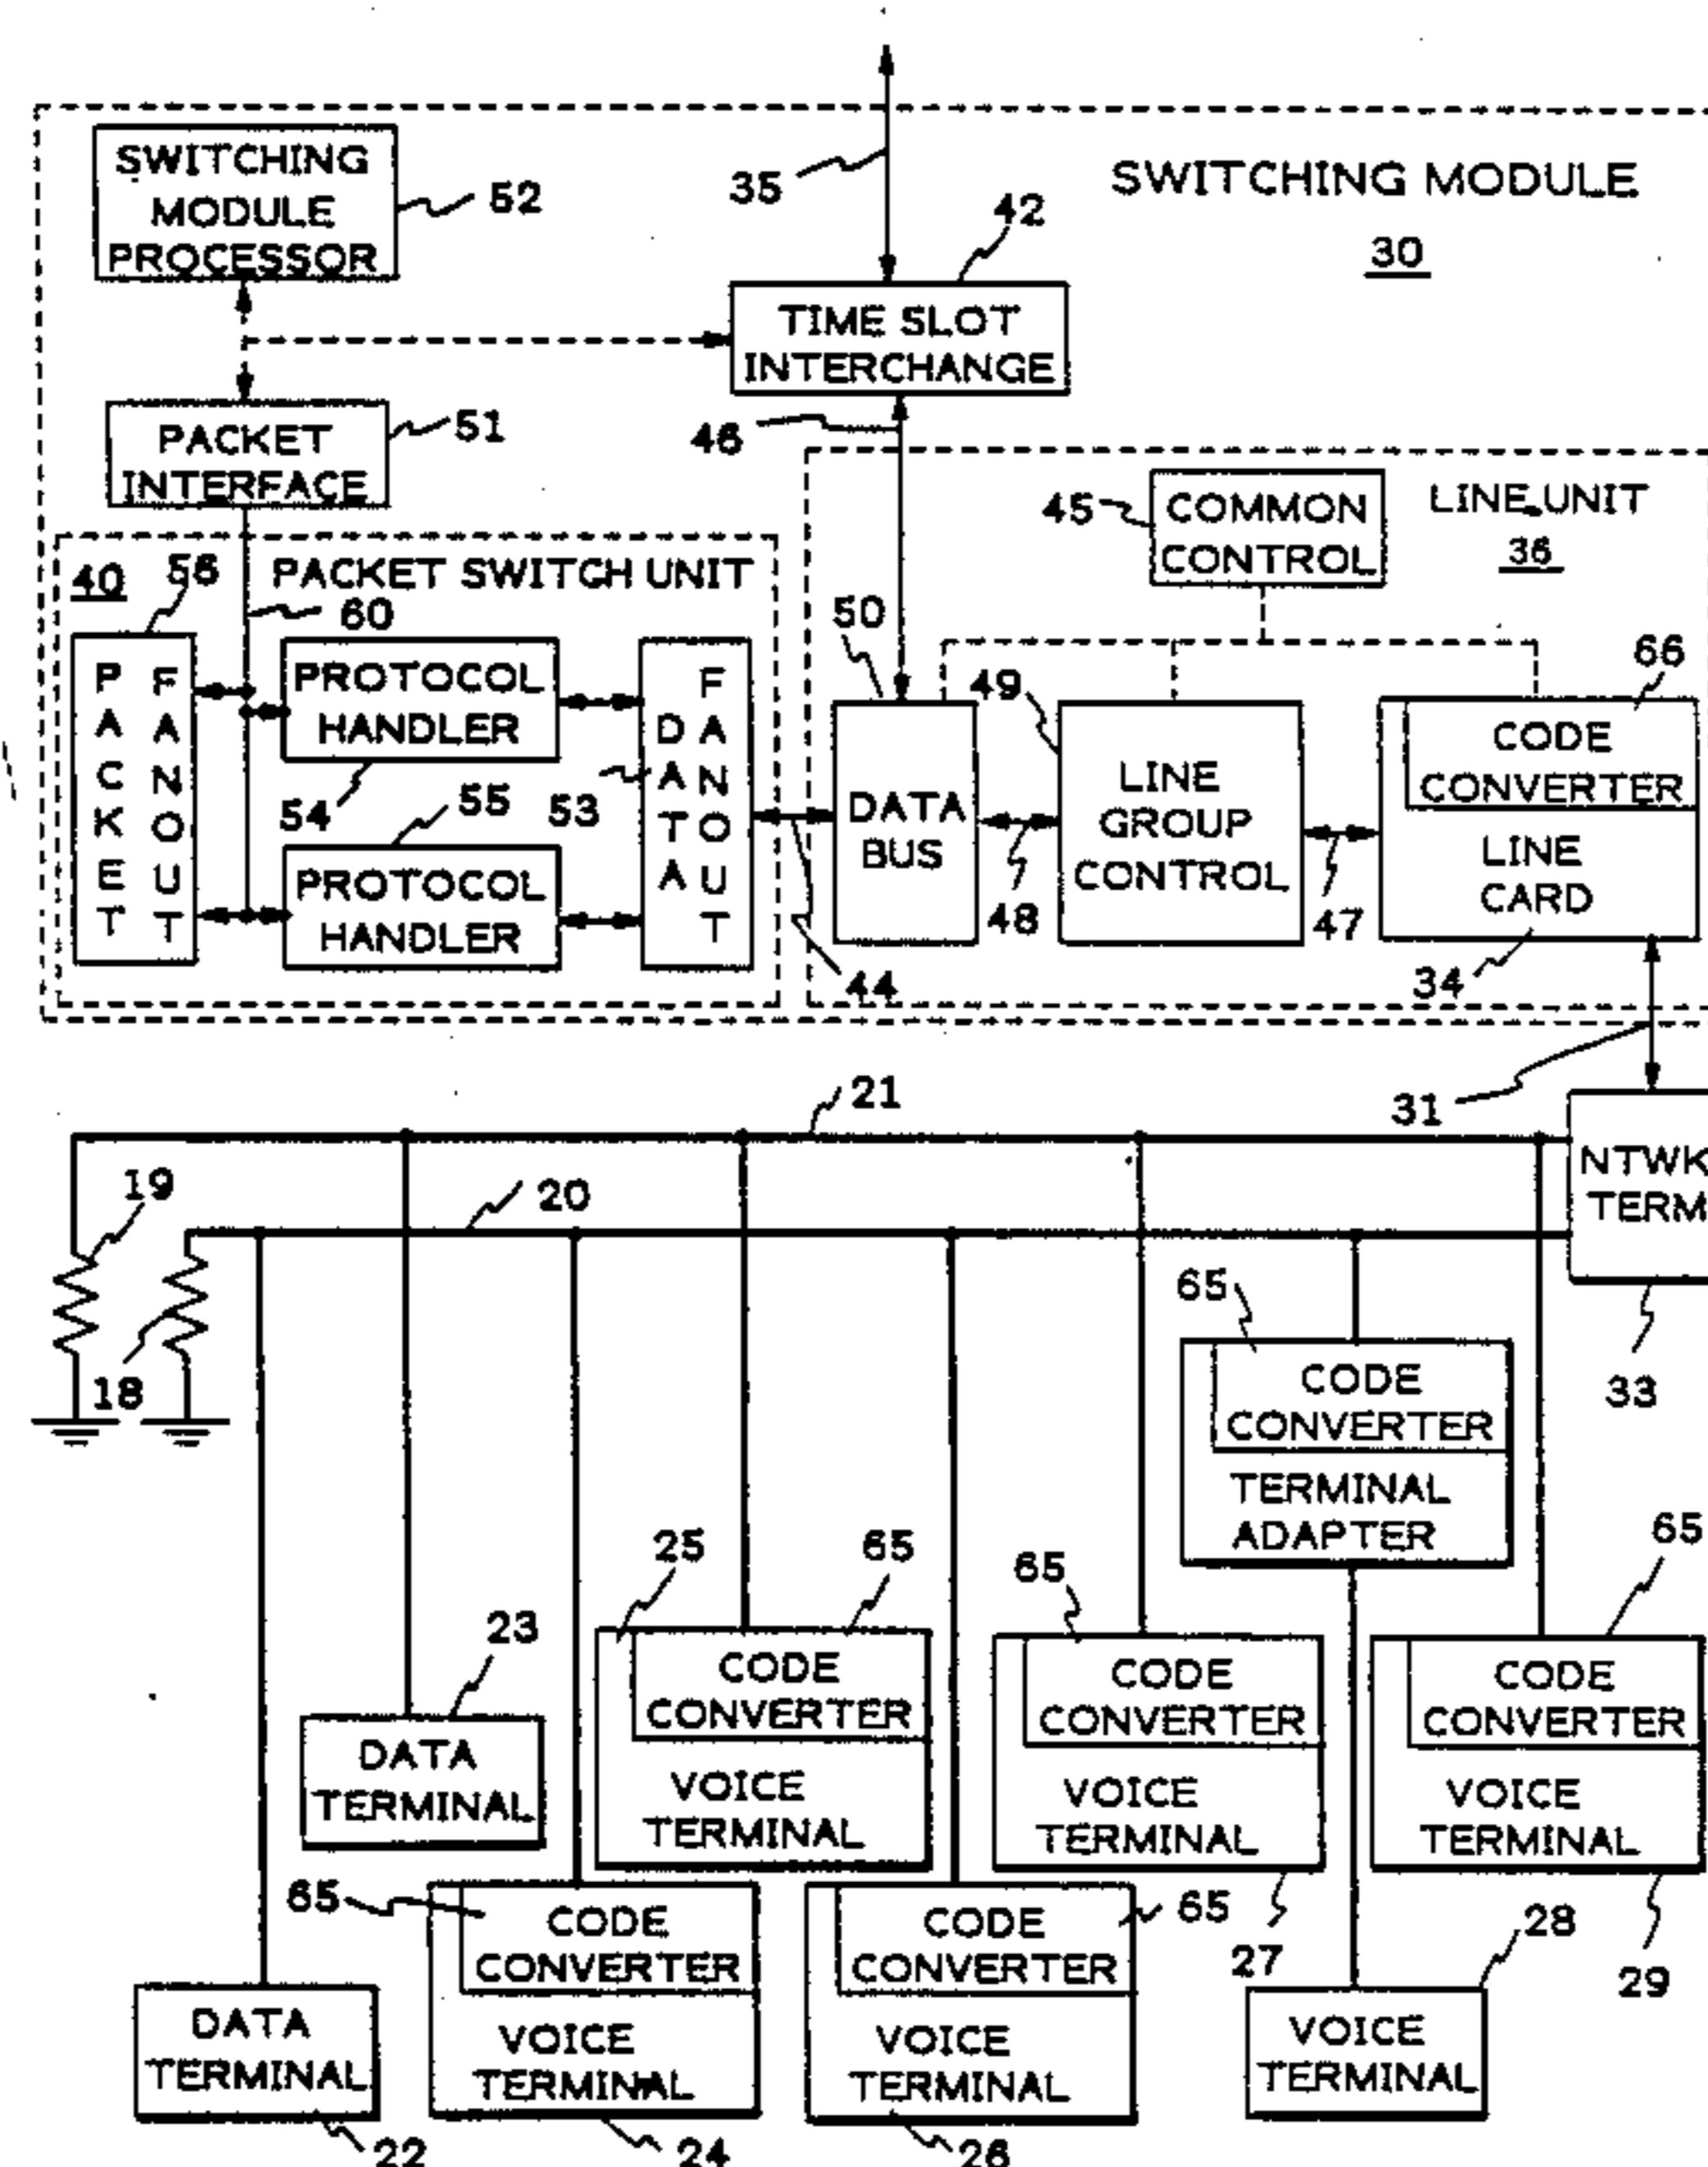 SWITCHING
MODULE
PROCESSOR
52
35
42
SWITCHING MODULE
30
TIME SLOT
INTERCHANGE
PACKET
INTERFACE
51
46
45
COMMON
CONTROL
LINE UNIT
36
40
56
PACKET SWITCH UNIT
60
50
PACKET
FANOUT
PROTOCOL
HANDLER
54
55
PROTOCOL
HANDLER
53
DATA
FANOUT
44
DATA
BUS
48
49
LINE
GROUP
CONTROL
47
66
CODE
CONVERTER
LINE
CARD
34
31
21
19
20
18
NTWK
TERM
33
65
CODE
CONVERTER
TERMINAL
ADAPTER
25
65
CODE
CONVERTER
VOICE
TERMINAL
65
CODE
CONVERTER
VOICE
TERMINAL
27
65
CODE
CONVERTER
VOICE
TERMINAL
29
23
DATA
TERMINAL
65
CODE
CONVERTER
VOICE
TERMINAL
24
65
CODE
CONVERTER
VOICE
TERMINAL
26
28
VOICE
TERMINAL
DATA
TERMINAL
22